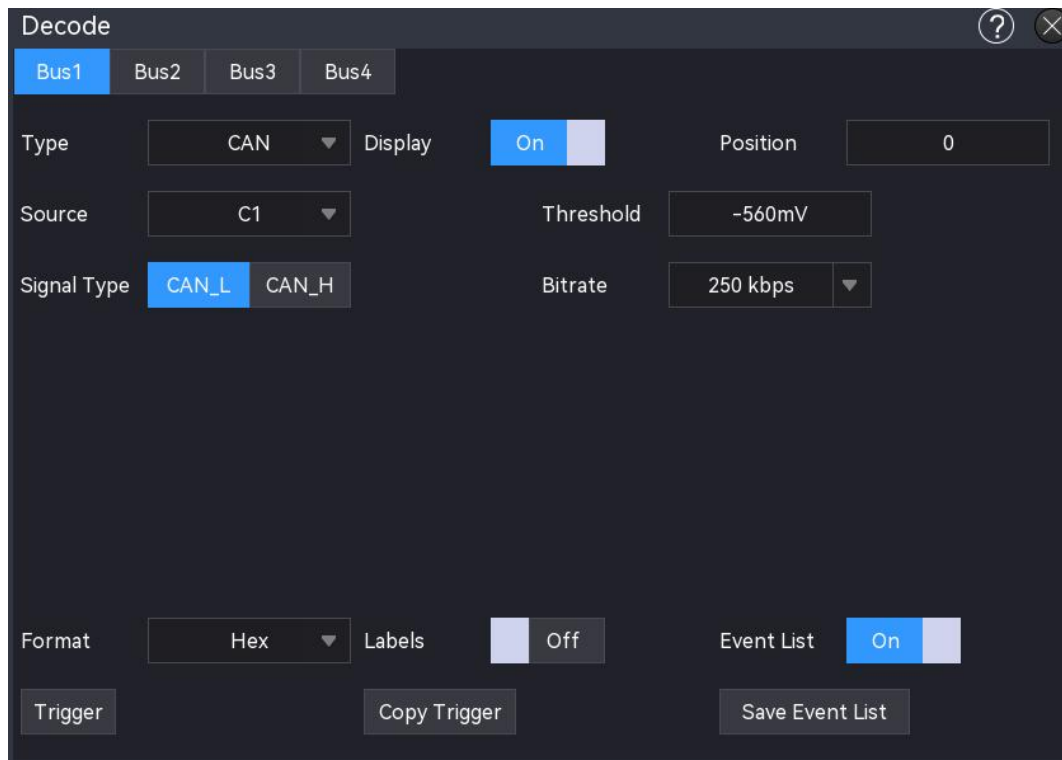 Decode ?
Bus1 Bus2 Bus3 Bus4
Type CAN Display On Position 0
Source C1 Threshold -560mV
Signal Type CAN_L CAN_H Bitrate 250 kbps
Format Hex Labels Off Event List On
Trigger Copy Trigger Save Event List